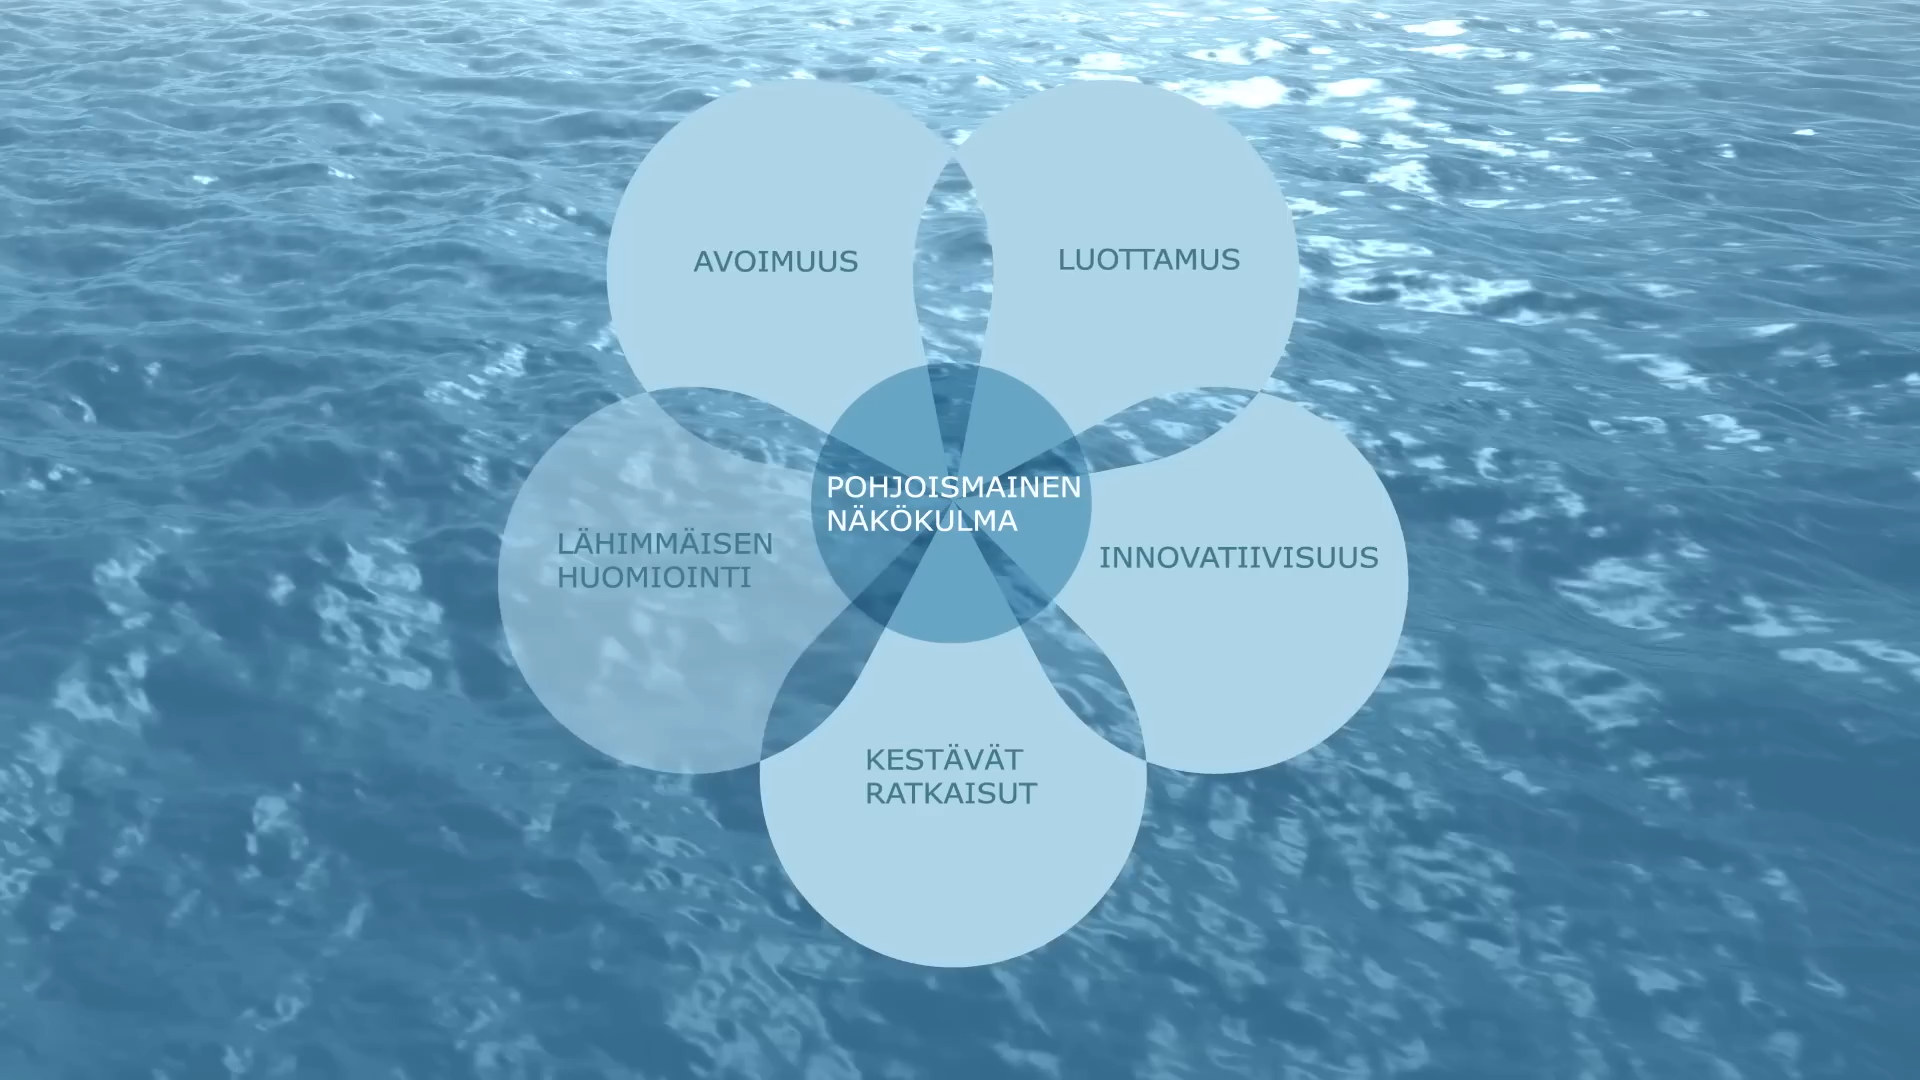 AVOIMUUS
LUOTTAMUS
POHJOISMAINEN
NÄKÖKULMA
LÄHIMMÄISEN
HUOMIOINTI
INNOVATIIVISUUS
KESTÄVÄT
RATKAISUT